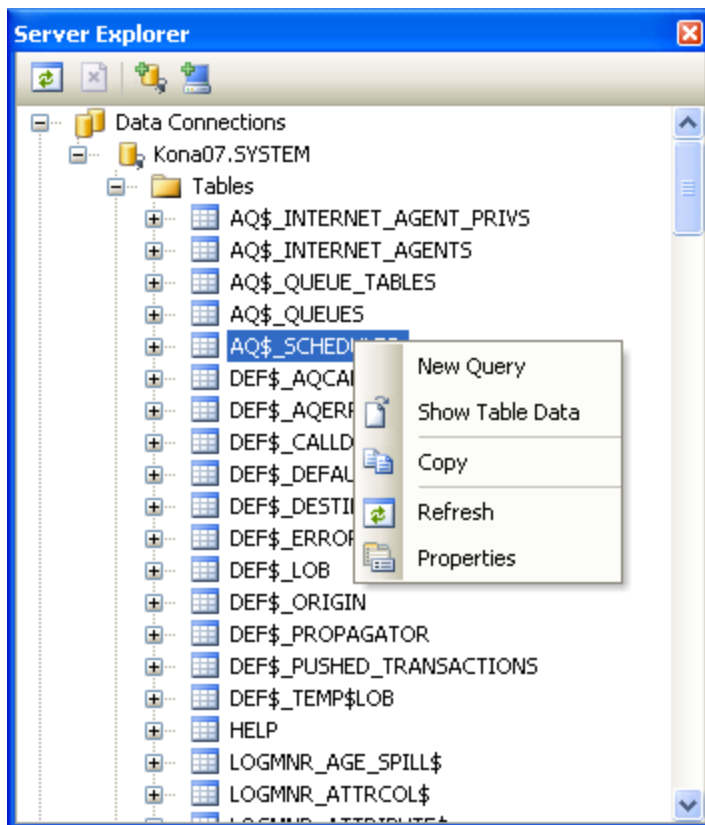 Server Explorer
Data Connections
Kona07.SYSTEM
Tables
AQ$_INTERNET_AGENT_PRIVS
AQ$_INTERNET_AGENTS
AQ$_QUEUE_TABLES
AQ$_QUEUES
New Query
Show Table Data
Copy
Refresh
Properties
DEF$_LOB
DEF$_ORIGIN
DEF$_PROPAGATOR
DEF$_PUSHED_TRANSACTIONS
DEF$_TEMP$LOB
HELP
LOGMNR_AGE_SPILL$
LOGMNR_ATTRCOL$